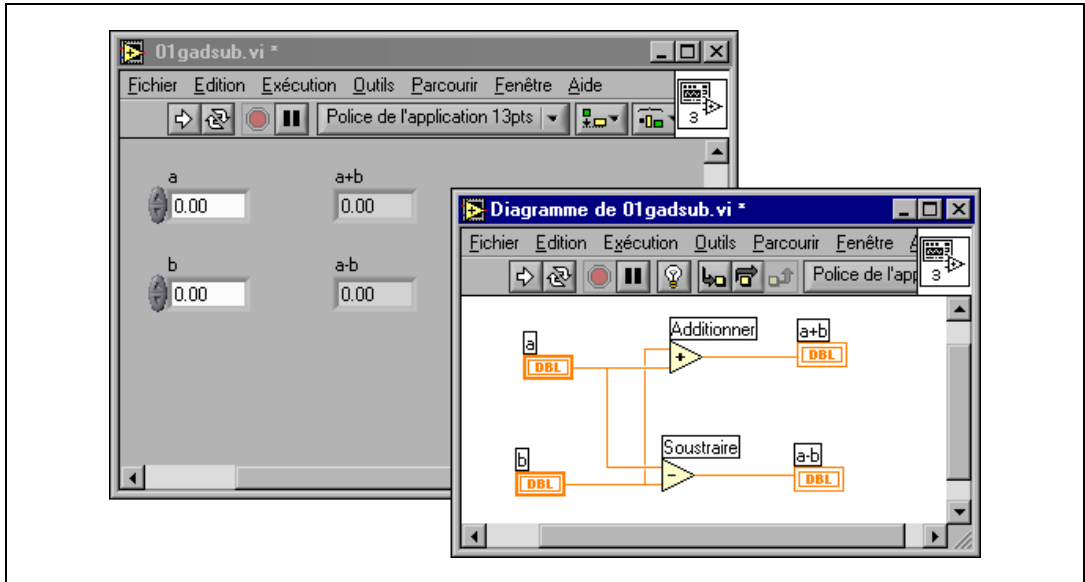 01gadsub.vi *
Fichier Edition Exécution Outils Parcourir Fenêtre Aide
Police de l'application 13pts
3
a
0.00
a+b
0.00
b
0.00
a-b
0.00
Diagramme de 01gadsub.vi *
Fichier Edition Exécution Outils Parcourir Fenêtre A
Police de l'app
3
a
DBL
Additionner
+
a+b
DBL
b
DBL
Soustraire
-
a-b
DBL